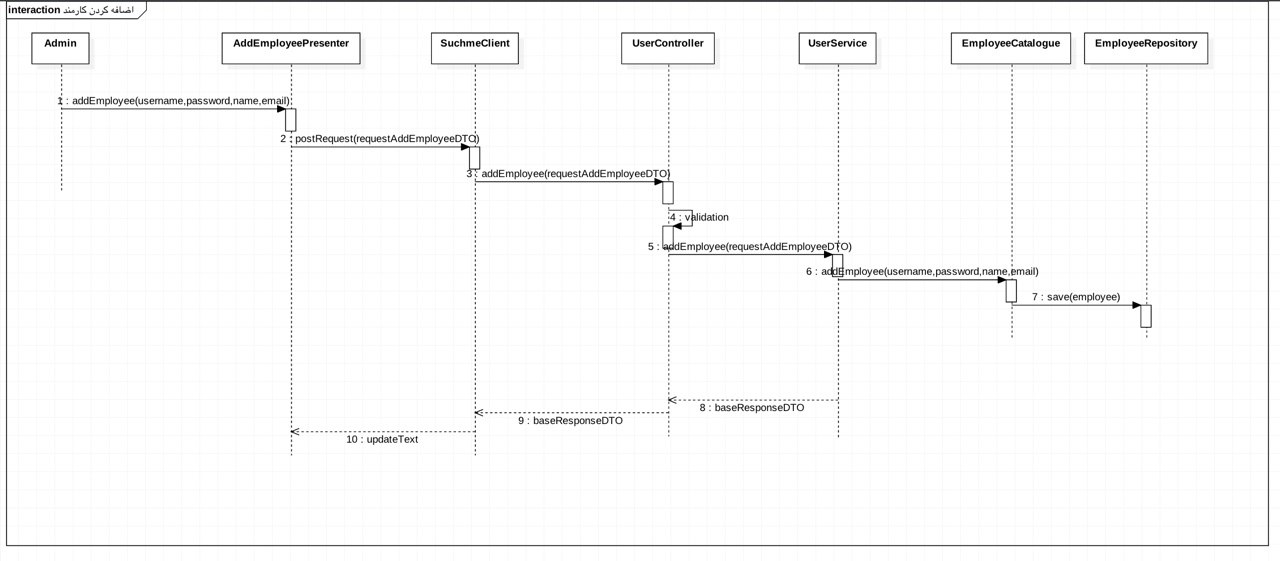 interaction اضافه کردن کارمند
Admin
AddEmployeePresenter
SuchmeClient
UserController
UserService
EmployeeCatalogue
EmployeeRepository
1 : addEmployee(username,password,name,email)
2 : postRequest(requestAddEmployeeDTO)
3 : addEmployee(requestAddEmployeeDTO)
4 : validation
5 : addEmployee(requestAddEmployeeDTO)
6 : addEmployee(username,password,name,email)
7 : save(employee)
8 : baseResponseDTO
9 : baseResponseDTO
10 : updateText